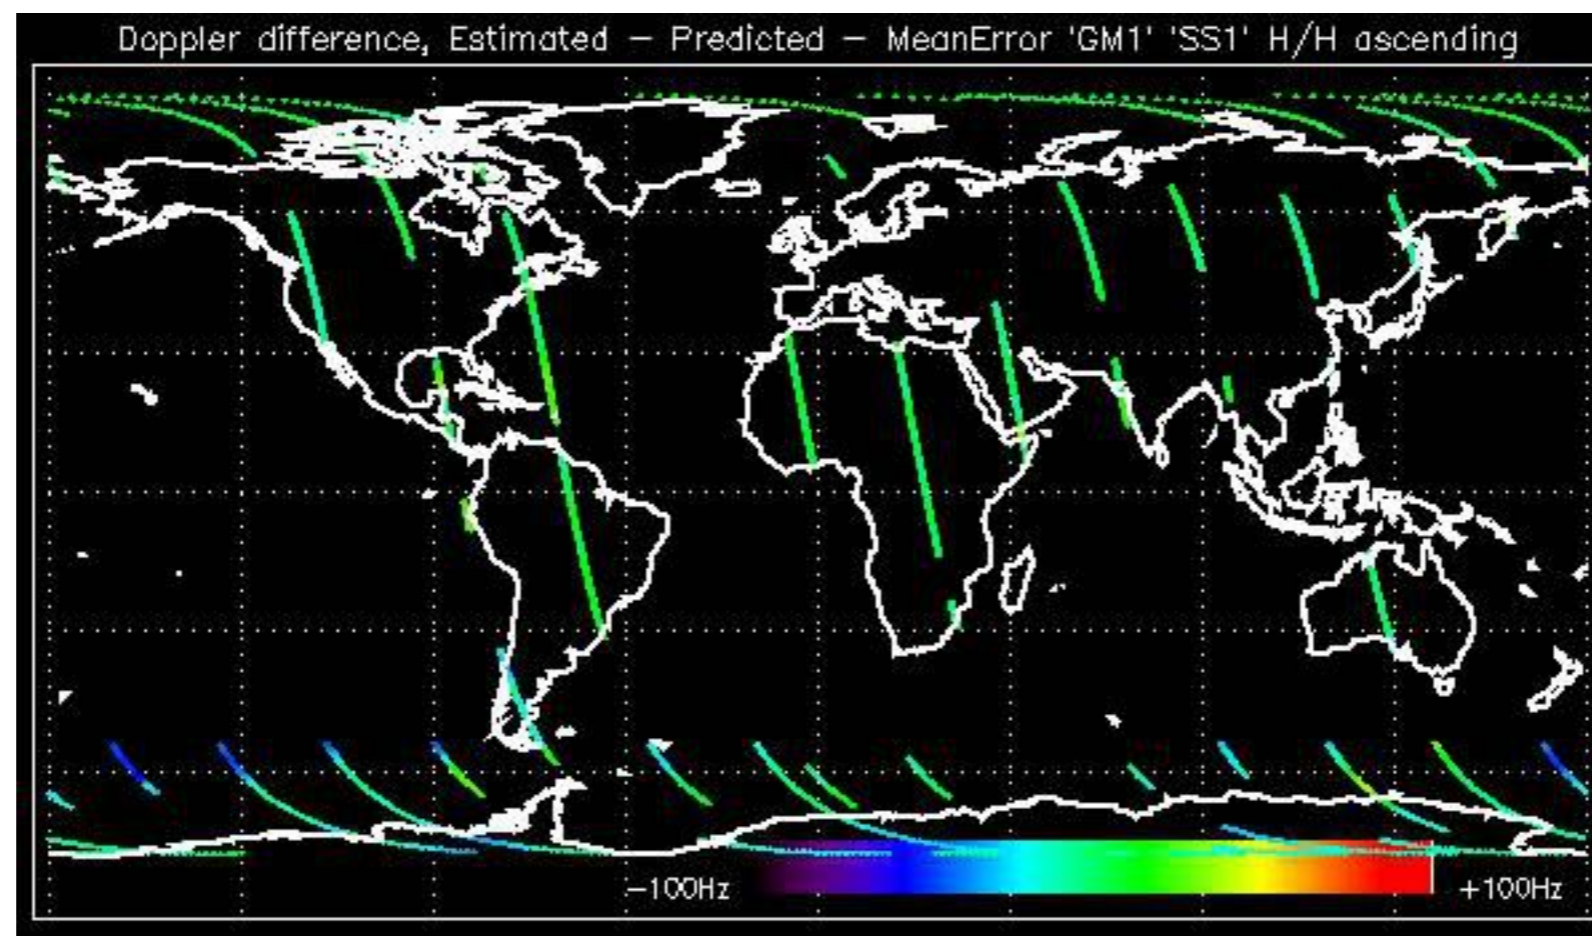 Doppler difference, Estimated – Predicted – MeanError 'GM1' 'SS1' H/H ascending
−100Hz +100Hz